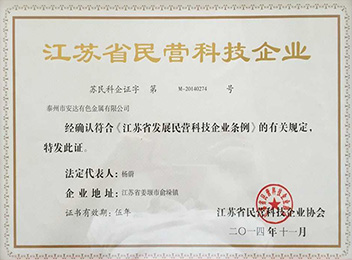 江苏省民营科技企业
苏民科企证字 第 M-20140274 号
泰州市安达有色金属有限公司
经确认符合《江苏省发展民营科技企业条例》的有关规定，
特发此证。
法定代表人：杨蔚
企业地址：江苏省姜堰市俞垛镇
证书有效期：伍年
江苏省民营科技企业协会
二〇一四年十一月